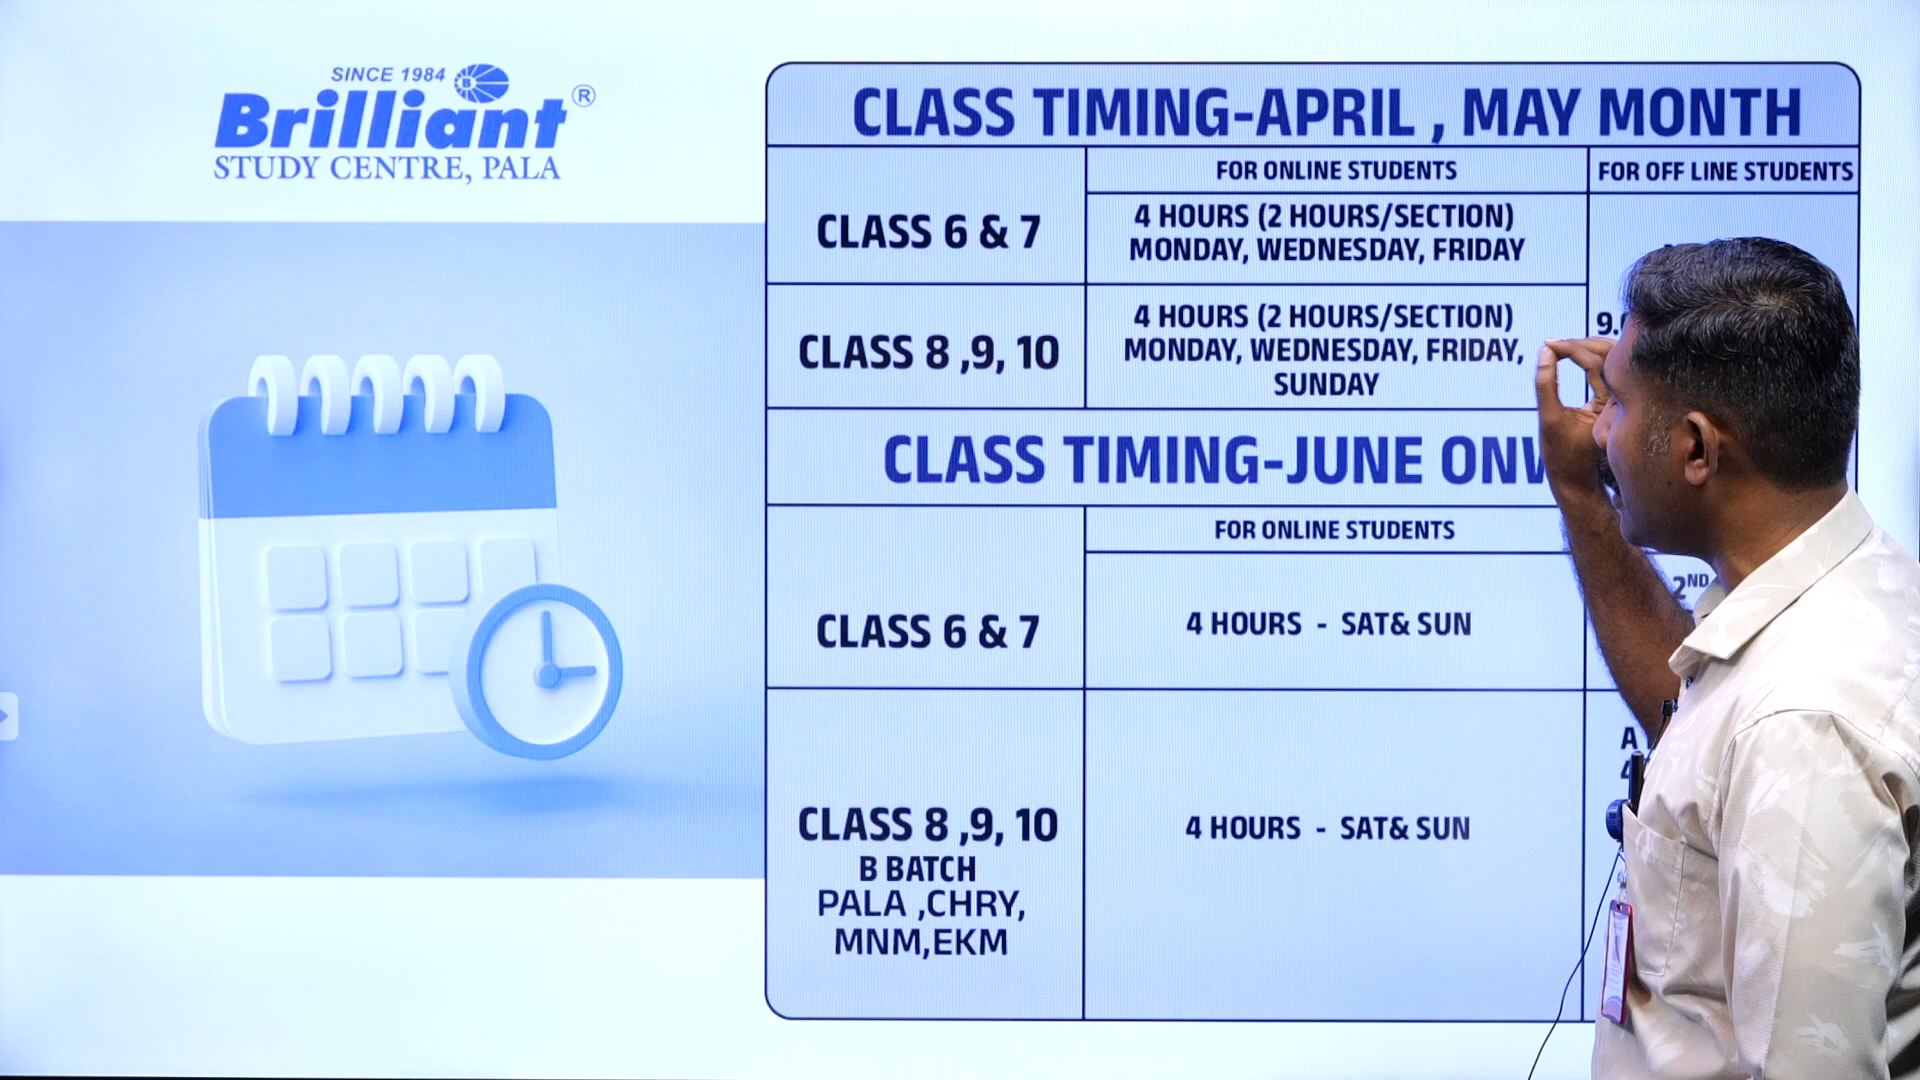 SINCE 1984
Brilliant ®
STUDY CENTRE, PALA
CLASS TIMING-APRIL , MAY MONTH
FOR ONLINE STUDENTS
FOR OFF LINE STUDENTS
CLASS 6 & 7
4 HOURS (2 HOURS/SECTION)
MONDAY, WEDNESDAY, FRIDAY
CLASS 8 ,9, 10
4 HOURS (2 HOURS/SECTION)
MONDAY, WEDNESDAY, FRIDAY,
SUNDAY
CLASS TIMING-JUNE
FOR ONLINE STUDENTS
CLASS 6 & 7
4 HOURS - SAT& SUN
2ND
CLASS 8 ,9, 10
B BATCH
PALA ,CHRY,
MNM,EKM
4 HOURS - SAT& SUN